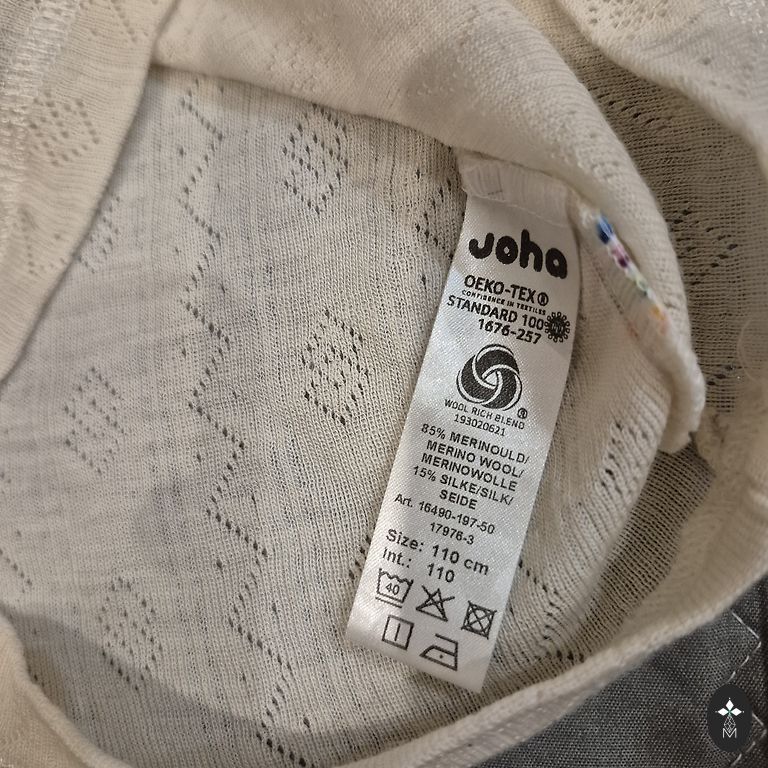 Joha
OEKO-TEX®
CONFIDENCE IN TEXTILES
STANDARD 100
1676-257
®
WOOL RICH BLEND
193020621
85% MERINOULD/
MERINO WOOL/
MERINOWOLLE
15% SILKE/SILK/
SEIDE
Art. 16490-197-50
17976-3
Size: 110 cm
Int.: 110
40
M